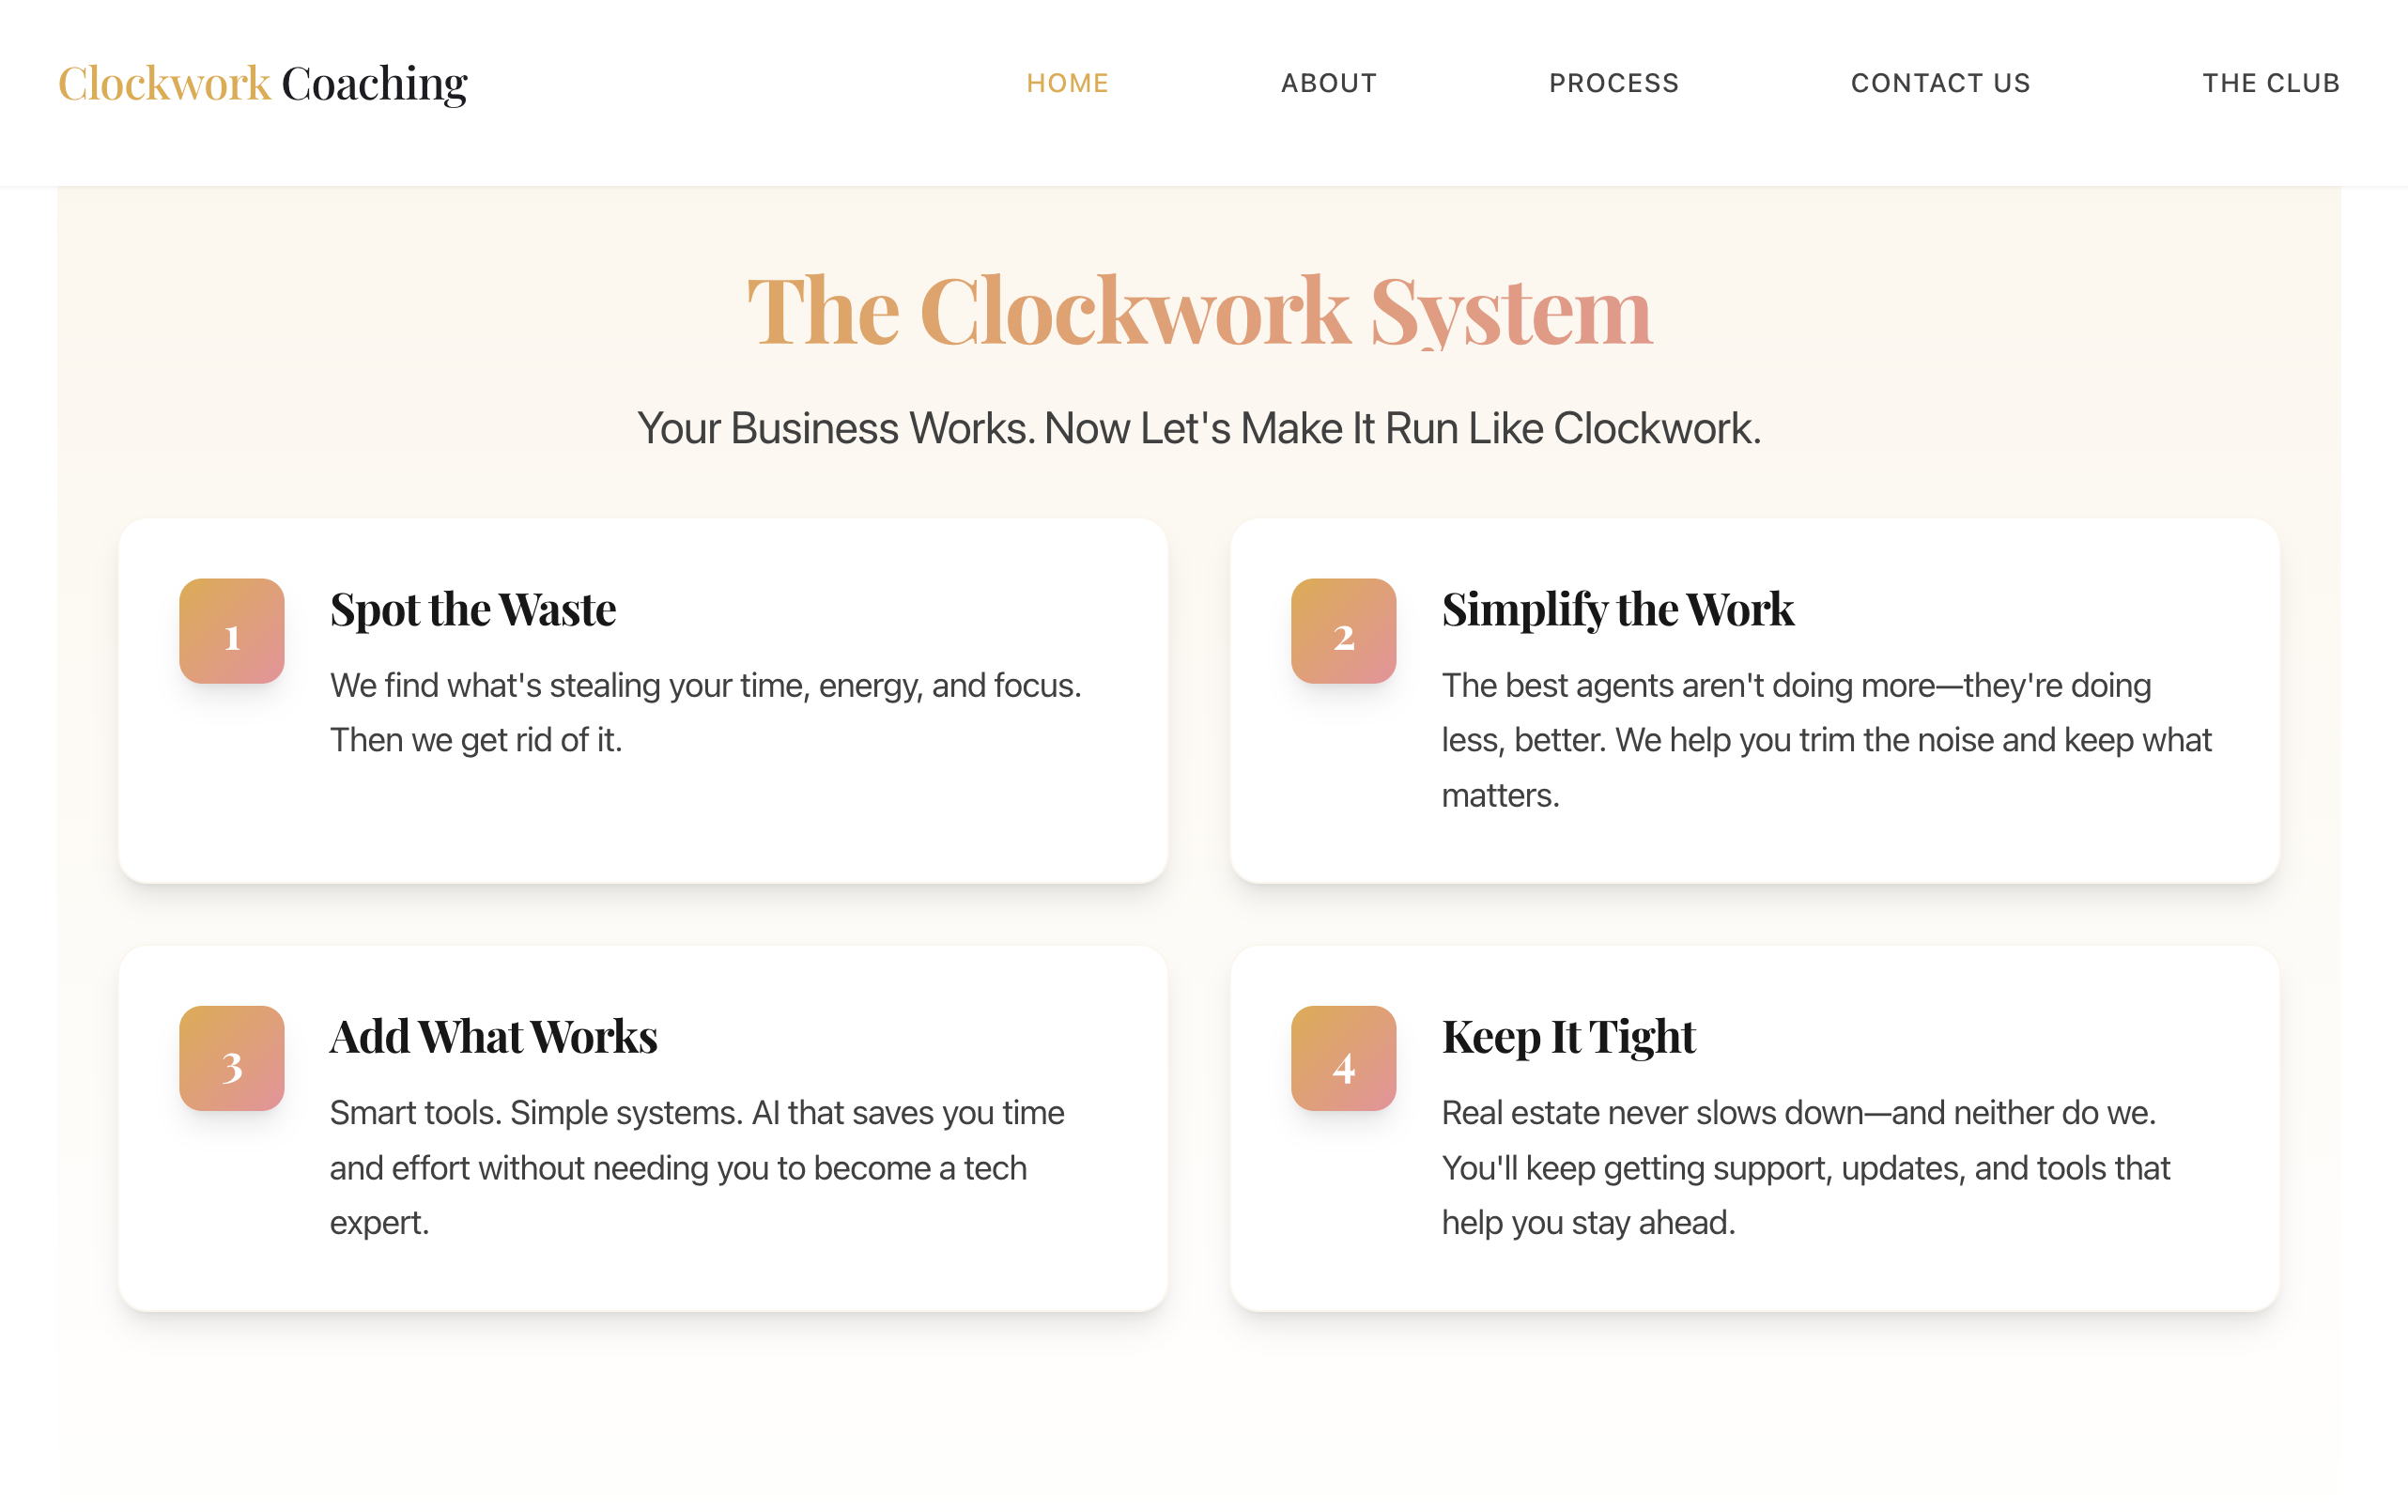 Clockwork Coaching
HOME
ABOUT
PROCESS
CONTACT US
THE CLUB
The Clockwork System
Your Business Works. Now Let's Make It Run Like Clockwork.
1
Spot the Waste
We find what's stealing your time, energy, and focus.
Then we get rid of it.
2
Simplify the Work
The best agents aren't doing more—they're doing
less, better. We help you trim the noise and keep what
matters.
3
Add What Works
Smart tools. Simple systems. AI that saves you time
and effort without needing you to become a tech
expert.
4
Keep It Tight
Real estate never slows down—and neither do we.
You'll keep getting support, updates, and tools that
help you stay ahead.